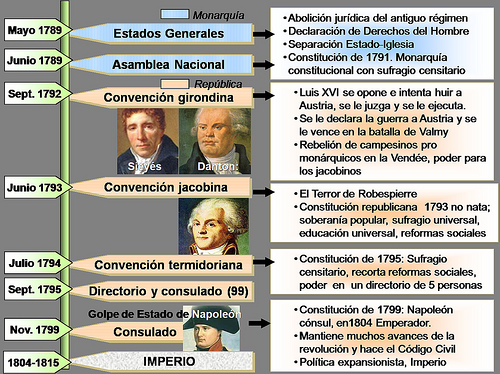 Monarquía
Mayo 1789
Estados Generales
Junio 1789
Asamblea Nacional
•Abolición jurídica del antiguo régimen
•Declaración de Derechos del Hombre
•Separación Estado-Iglesia
•Constitución de 1791. Monarquía
constitucional con sufragio censitario
República
Sept. 1792
Convención girondina
Sieyès
Danton
•Luis XVI se opone e intenta huir a
Austria, se le juzga y se le ejecuta.
•Se le declara la guerra a Austria y se
le vence en la batalla de Valmy
•Rebelión de campesinos pro
monárquicos en la Vendée, poder para
los jacobinos
Junio 1793
Convención jacobina
•El Terror de Robespierre
•Constitución republicana 1793 no nata;
soberanía popular, sufragio universal,
educación universal, reformas sociales
Julio 1794
Convención termidoriana
Sept. 1795
Directorio y consulado (99)
•Constitución de 1795: Sufragio
censitario, recorta reformas sociales,
poder en un directorio de 5 personas
Golpe de Estado de Napoleón
Nov. 1799
Consulado
1804-1815
IMPERIO
•Constitución de 1799: Napoleón
cónsul, en1804 Emperador.
•Mantiene muchos avances de la
revolución y hace el Código Civil
•Política expansionista, Imperio